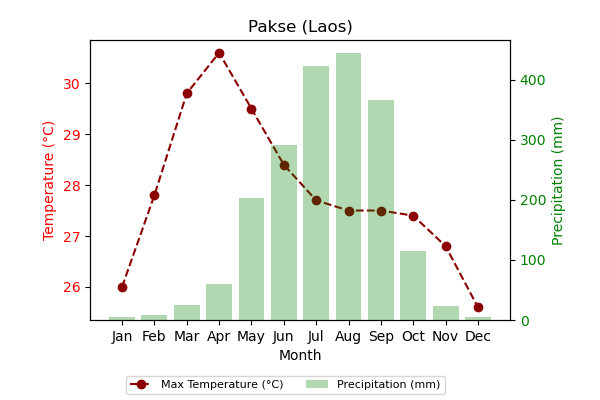 Pakse (Laos)
30
29
28
27
26
Temperature (°C)
400
300
200
100
0
Precipitation (mm)
Jan Feb Mar Apr May Jun Jul Aug Sep Oct Nov Dec
Month
Max Temperature (°C) Precipitation (mm)